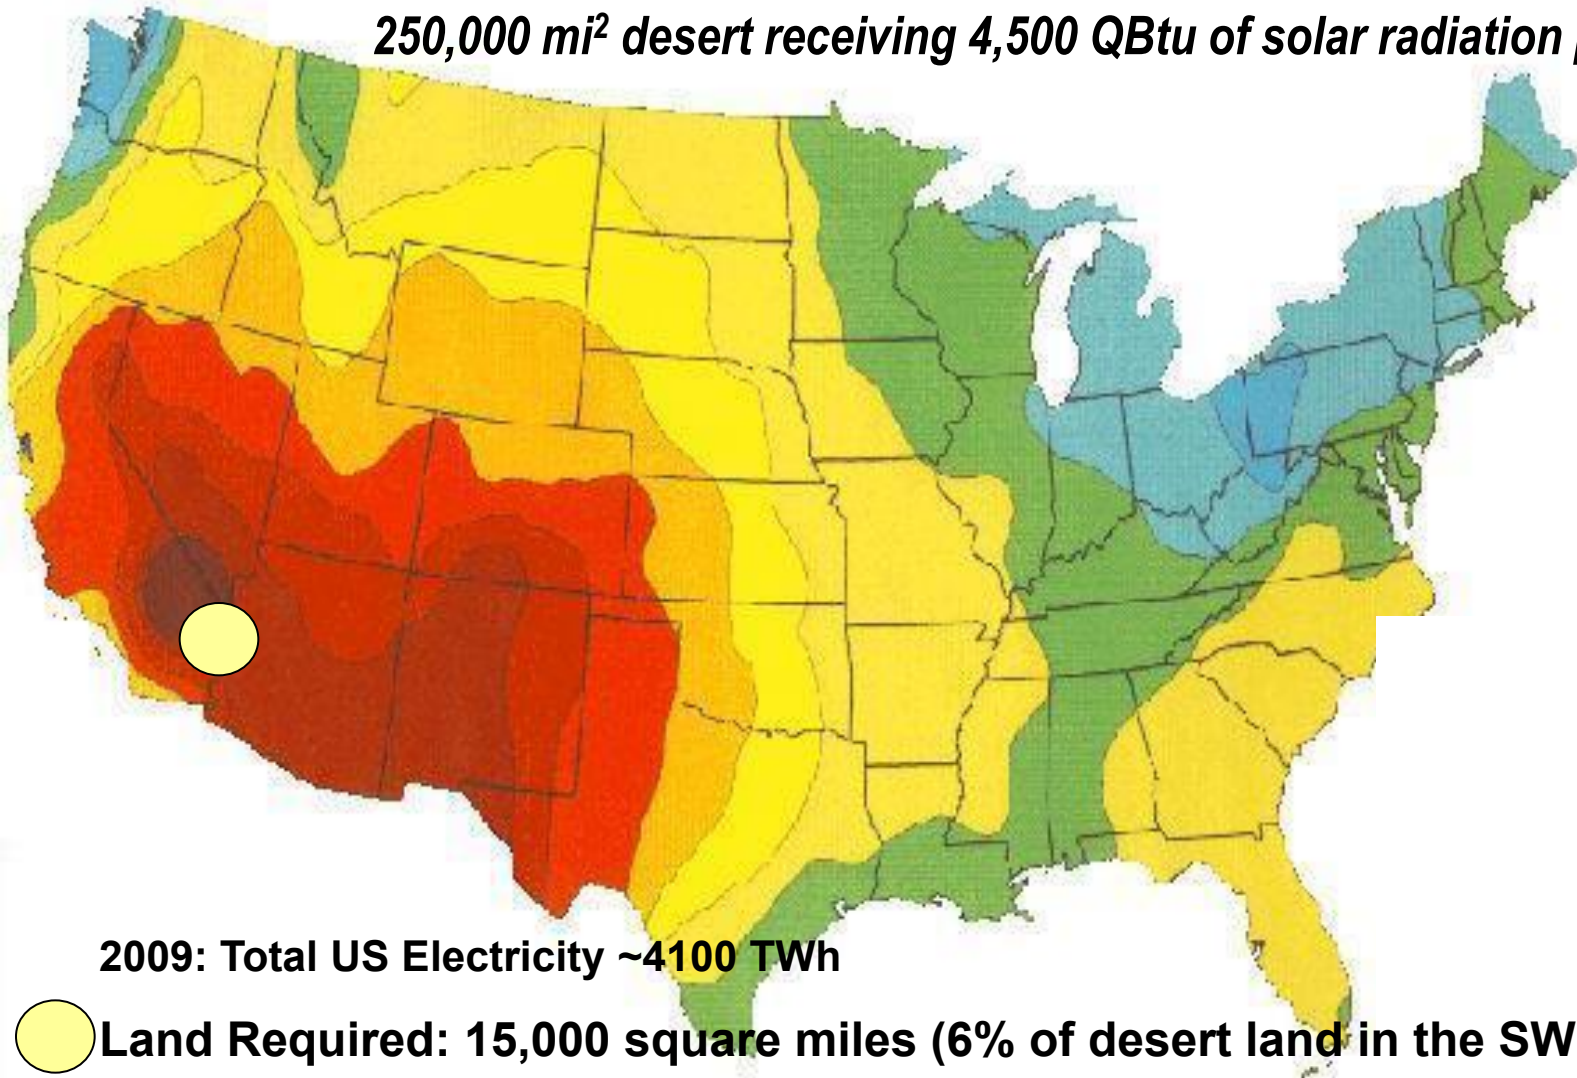 250,000 mi² desert receiving 4,500 QBtu of solar radiation
2009: Total US Electricity ~4100 TWh
Land Required: 15,000 square miles (6% of desert land in the SW